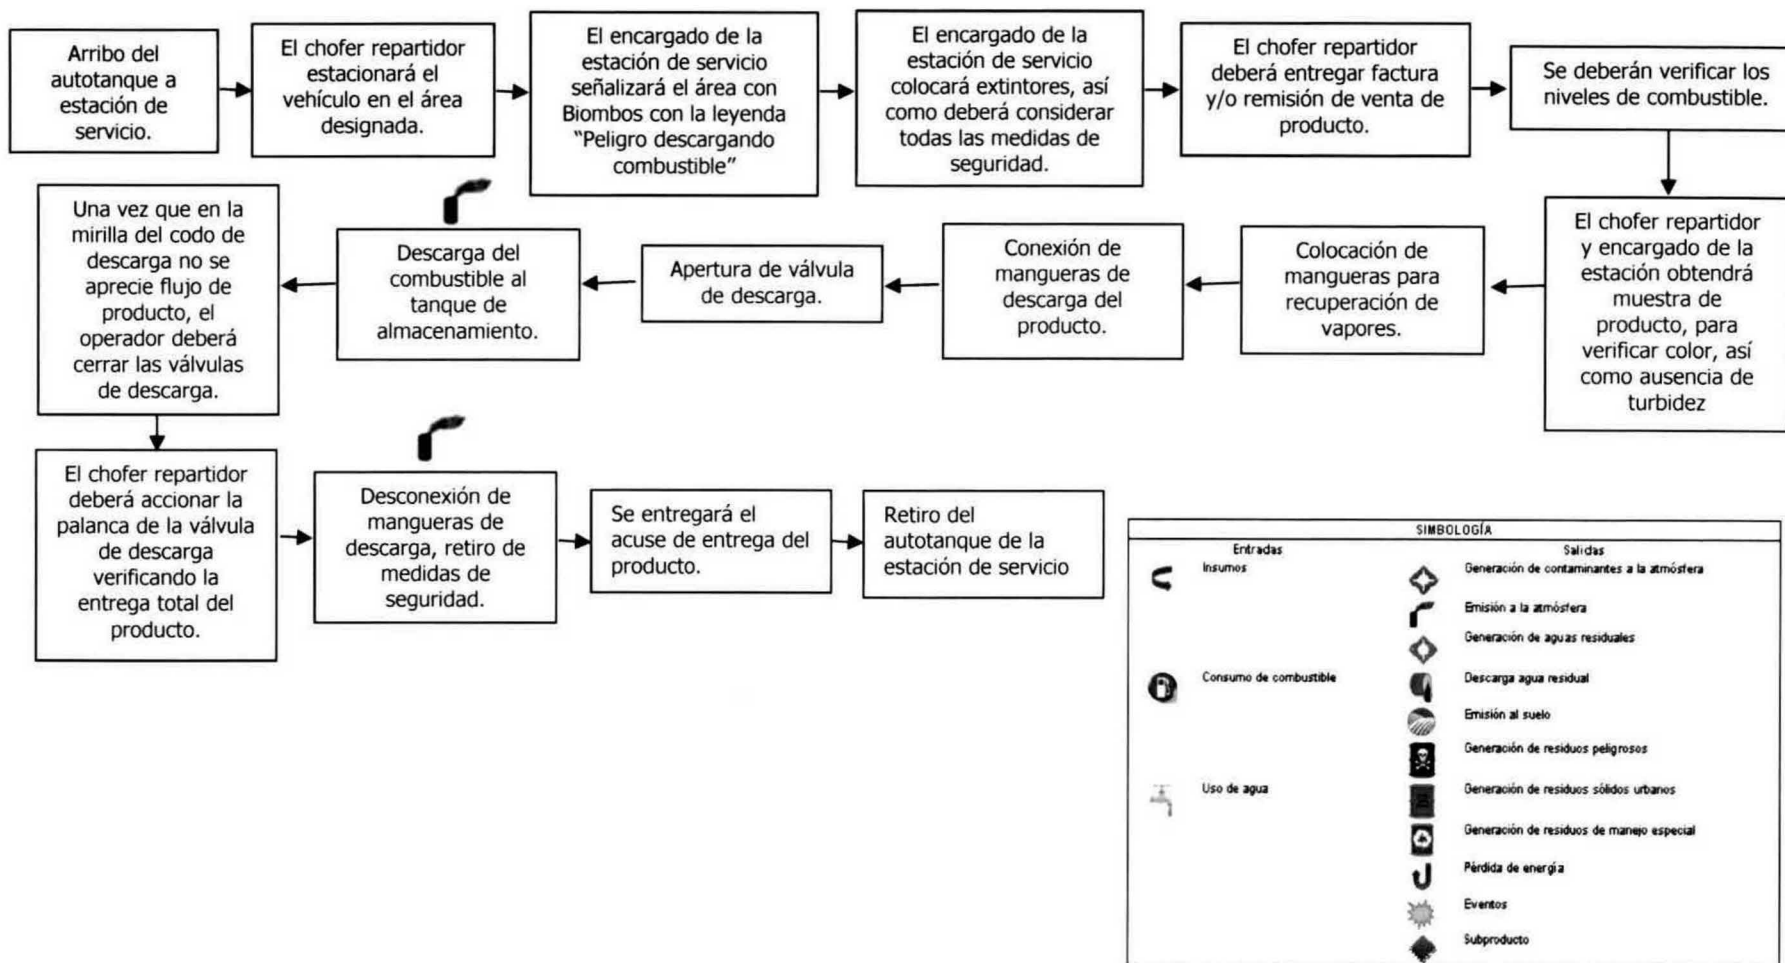 Arribo del
autotanque a
estación de
servicio.
El chofer repartidor
estacionará el
vehículo en el área
designada.
El encargado de la
estación de servicio
señalizará el área con
Biombos con la leyenda
“Peligro descargando
combustible”
El encargado de la
estación de servicio
colocará extintores, así
como deberá considerar
todas las medidas de
seguridad.
El chofer repartidor
deberá entregar factura
y/o remisión de venta de
producto.
Se deberán verificar los
niveles de combustible.
El chofer repartidor
y encargado de la
estación obtendrá
muestra de
producto, para
verificar color, así
como ausencia de
turbidez
Colocación de
mangueras para
recuperación de
vapores.
Conexión de
mangueras de
descarga del
producto.
Apertura de válvula
de descarga.
Descarga del
combustible al
tanque de
almacenamiento.
Una vez que en la
mirilla del codo de
descarga no se
aprecie flujo de
producto, el
operador deberá
cerrar las válvulas
de descarga.
El chofer repartidor
deberá accionar la
palanca de la válvula
de descarga
verificando la
entrega total del
producto.
Desconexión de
mangueras de
descarga, retiro de
medidas de
seguridad.
Se entregará el
acuse de entrega del
producto.
Retiro del
autotanque de la
estación de servicio
SIMBOLOGÍA
Entradas
Insumos
Consumo de combustible
Uso de agua
Salidas
Generación de contaminantes a la atmósfera
Emisión a la atmósfera
Generación de aguas residuales
Descarga agua residual
Emisión al suelo
Generación de residuos peligrosos
Generación de residuos sólidos urbanos
Generación de residuos de manejo especial
Pérdida de energía
Eventos
Subproducto